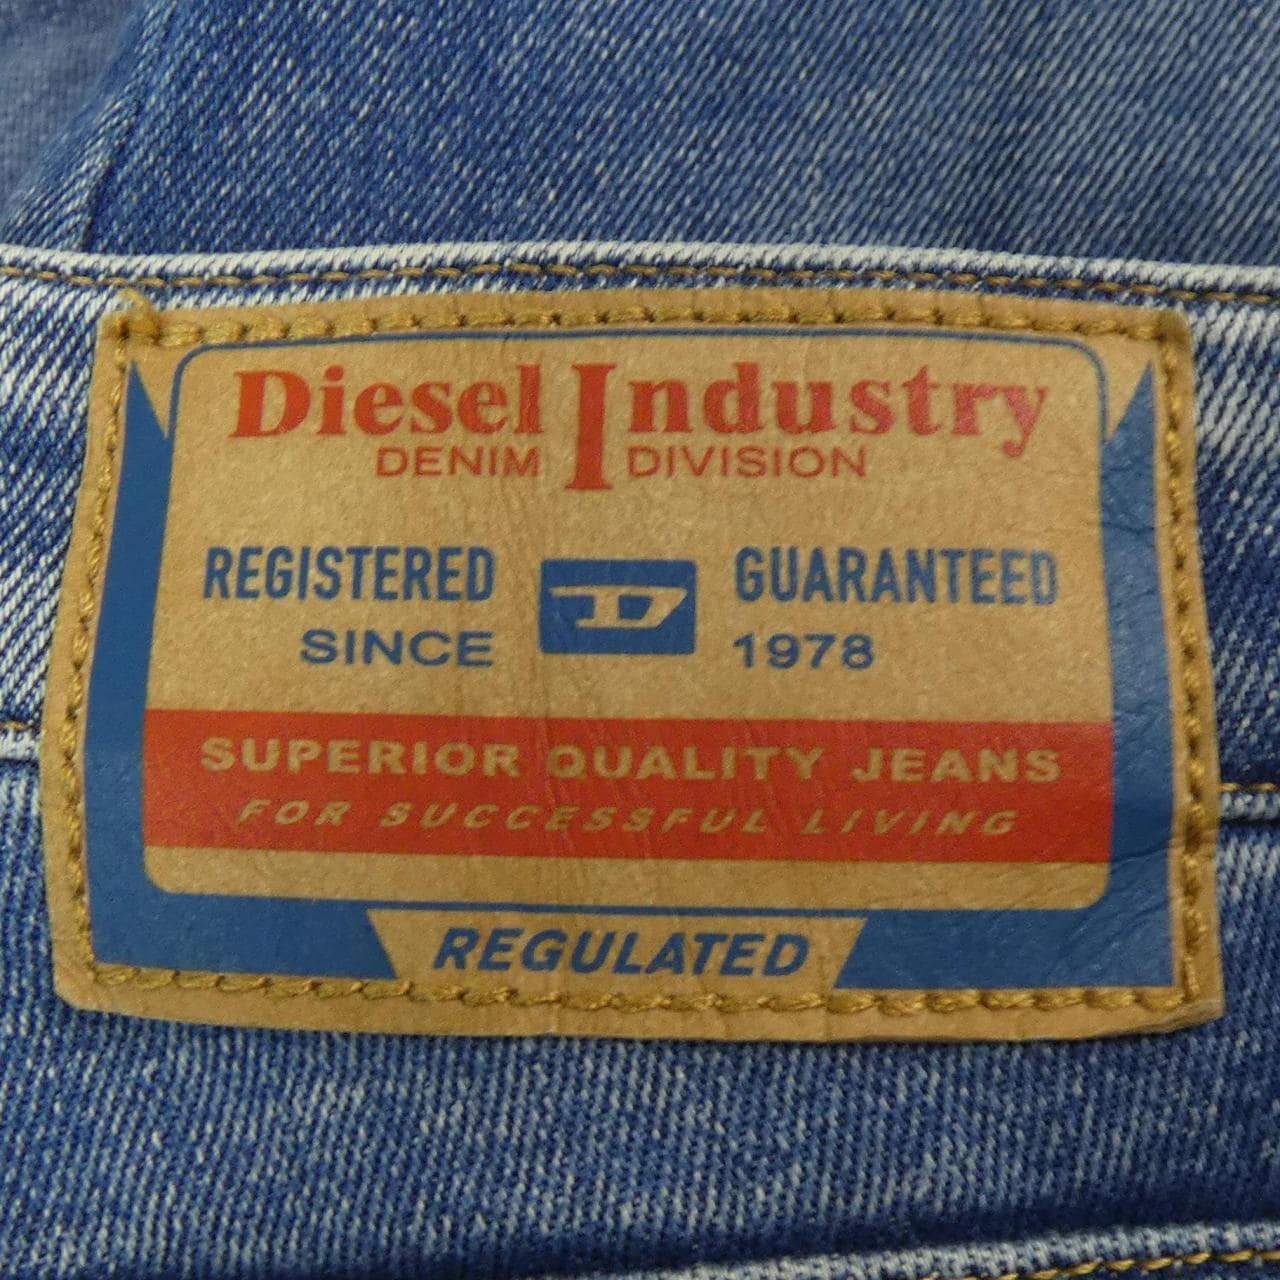 Diesel Industry
DENIM DIVISION
REGISTERED D GUARANTEED
SINCE 1978
SUPERIOR QUALITY JEANS
FOR SUCCESSFUL LIVING
REGULATED